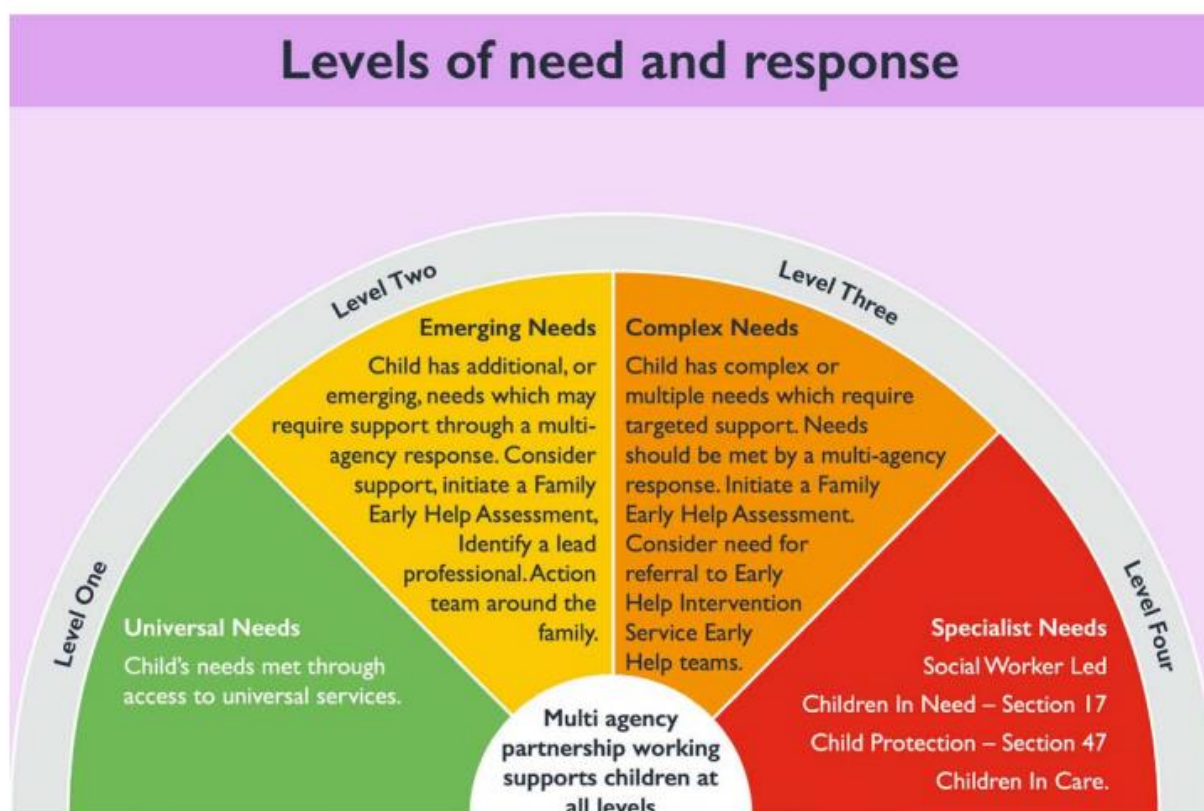 Levels of need and response
Level One
Universal Needs
Child's needs met through
access to universal services.
Level Two
Emerging Needs
Child has additional, or
emerging, needs which may
require support through a multi-
agency response. Consider
support, initiate a Family
Early Help Assessment,
Identify a lead
professional. Action
team around the
family.
Level Three
Complex Needs
Child has complex or
multiple needs which require
targeted support. Needs
should be met by a multi-agency
response. Initiate a Family
Early Help Assessment.
Consider need for
referral to Early
Help Intervention
Service Early
Help teams.
Level Four
Specialist Needs
Social Worker Led
Children In Need – Section 17
Child Protection – Section 47
Children In Care.
Multi agency
partnership working
supports children at
all levels